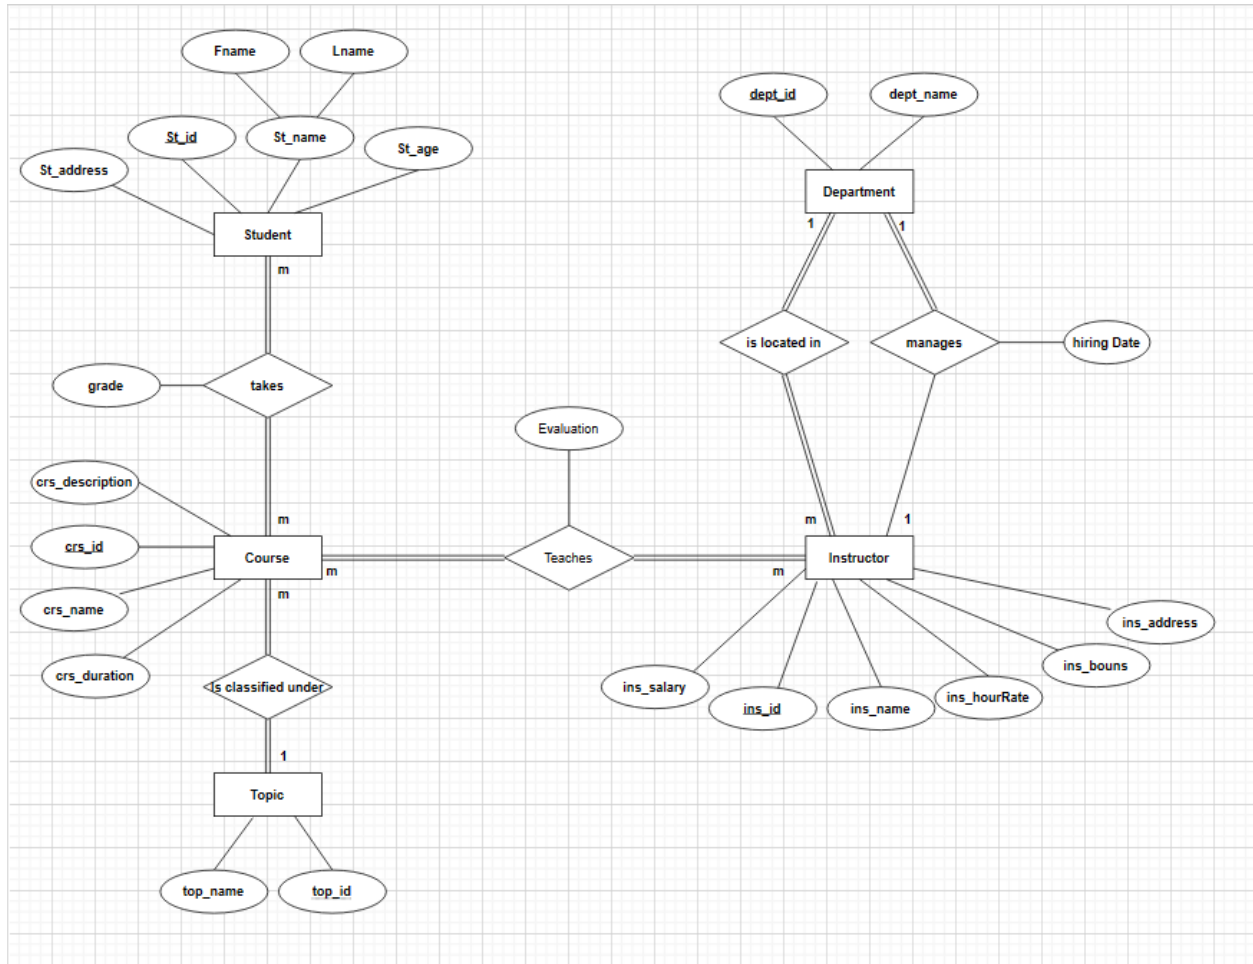 Fname
Lname
dept_id
dept_name
St_id
St_name
St_age
St_address
Department
Student
1
1
m
is located in
manages
hiring Date
grade
takes
Evaluation
crs_description
m
m
1
crs_id
Course
Teaches
Instructor
m
m
m
crs_name
ins_address
crs_duration
Is classified under
ins_salary
ins_bouns
ins_id
ins_name
ins_hourRate
1
Topic
top_name
top_id